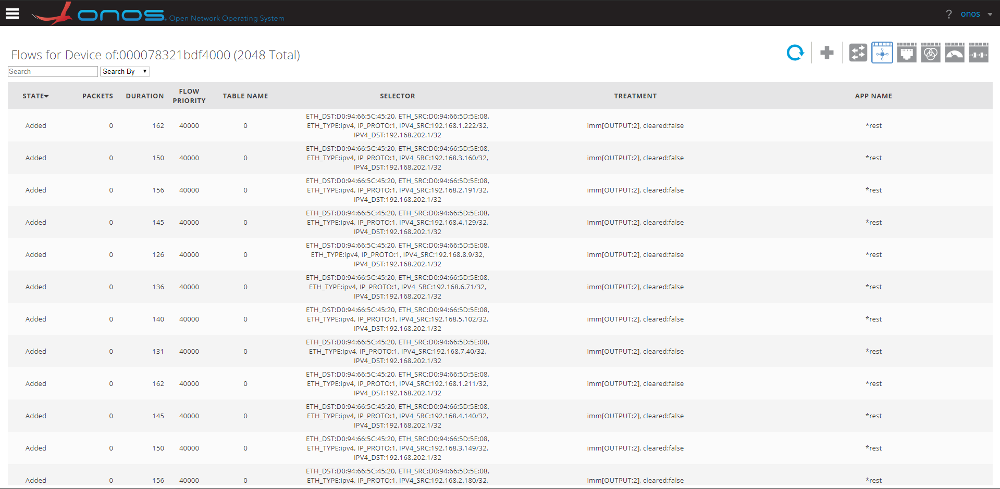 onos Open Network Operating System
? onos
Flows for Device of:000078321bdf4000 (2048 Total)
Search
Search By
STATE PACKETS DURATION FLOW PRIORITY TABLE NAME SELECTOR TREATMENT APP NAME
ETH_DST:D0:94:66:5C:45:20, ETH_SRC:D0:94:66:5D:5E:08,
Added 0 162 40000 0 ETH_TYPE:ipv4, IP_PROTO:1, IPV4_SRC:192.168.1.222/32, imm[OUTPUT:2], cleared:false *rest
IPV4_DST:192.168.202.1/32
ETH_DST:D0:94:66:5C:45:20, ETH_SRC:D0:94:66:5D:5E:08,
Added 0 150 40000 0 ETH_TYPE:ipv4, IP_PROTO:1, IPV4_SRC:192.168.3.160/32, imm[OUTPUT:2], cleared:false *rest
IPV4_DST:192.168.202.1/32
ETH_DST:D0:94:66:5C:45:20, ETH_SRC:D0:94:66:5D:5E:08,
Added 0 156 40000 0 ETH_TYPE:ipv4, IP_PROTO:1, IPV4_SRC:192.168.2.191/32, imm[OUTPUT:2], cleared:false *rest
IPV4_DST:192.168.202.1/32
ETH_DST:D0:94:66:5C:45:20, ETH_SRC:D0:94:66:5D:5E:08,
Added 0 145 40000 0 ETH_TYPE:ipv4, IP_PROTO:1, IPV4_SRC:192.168.4.129/32, imm[OUTPUT:2], cleared:false *rest
IPV4_DST:192.168.202.1/32
ETH_DST:D0:94:66:5C:45:20, ETH_SRC:D0:94:66:5D:5E:08,
Added 0 126 40000 0 ETH_TYPE:ipv4, IP_PROTO:1, IPV4_SRC:192.168.8.9/32, imm[OUTPUT:2], cleared:false *rest
IPV4_DST:192.168.202.1/32
ETH_DST:D0:94:66:5C:45:20, ETH_SRC:D0:94:66:5D:5E:08,
Added 0 136 40000 0 ETH_TYPE:ipv4, IP_PROTO:1, IPV4_SRC:192.168.6.71/32, imm[OUTPUT:2], cleared:false *rest
IPV4_DST:192.168.202.1/32
ETH_DST:D0:94:66:5C:45:20, ETH_SRC:D0:94:66:5D:5E:08,
Added 0 140 40000 0 ETH_TYPE:ipv4, IP_PROTO:1, IPV4_SRC:192.168.5.102/32, imm[OUTPUT:2], cleared:false *rest
IPV4_DST:192.168.202.1/32
ETH_DST:D0:94:66:5C:45:20, ETH_SRC:D0:94:66:5D:5E:08,
Added 0 131 40000 0 ETH_TYPE:ipv4, IP_PROTO:1, IPV4_SRC:192.168.7.40/32, imm[OUTPUT:2], cleared:false *rest
IPV4_DST:192.168.202.1/32
ETH_DST:D0:94:66:5C:45:20, ETH_SRC:D0:94:66:5D:5E:08,
Added 0 162 40000 0 ETH_TYPE:ipv4, IP_PROTO:1, IPV4_SRC:192.168.1.211/32, imm[OUTPUT:2], cleared:false *rest
IPV4_DST:192.168.202.1/32
ETH_DST:D0:94:66:5C:45:20, ETH_SRC:D0:94:66:5D:5E:08,
Added 0 145 40000 0 ETH_TYPE:ipv4, IP_PROTO:1, IPV4_SRC:192.168.4.140/32, imm[OUTPUT:2], cleared:false *rest
IPV4_DST:192.168.202.1/32
ETH_DST:D0:94:66:5C:45:20, ETH_SRC:D0:94:66:5D:5E:08,
Added 0 150 40000 0 ETH_TYPE:ipv4, IP_PROTO:1, IPV4_SRC:192.168.3.149/32, imm[OUTPUT:2], cleared:false *rest
IPV4_DST:192.168.202.1/32
ETH_DST:D0:94:66:5C:45:20, ETH_SRC:D0:94:66:5D:5E:08,
Added 0 156 40000 0 ETH_TYPE:ipv4, IP_PROTO:1, IPV4_SRC:192.168.2.180/32, imm[OUTPUT:2], cleared:false *rest